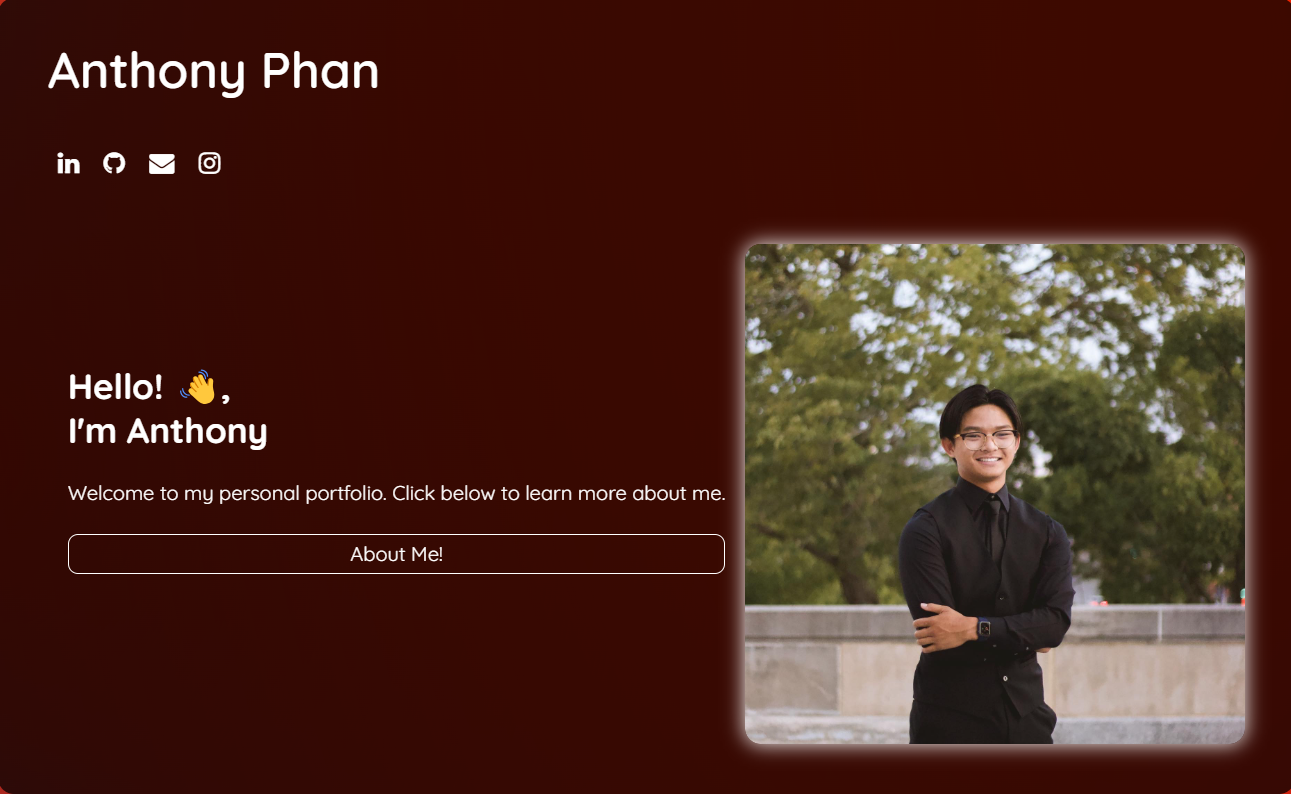 Anthony Phan
Hello! 👋,
I'm Anthony
Welcome to my personal portfolio. Click below to learn more about me.
About Me!